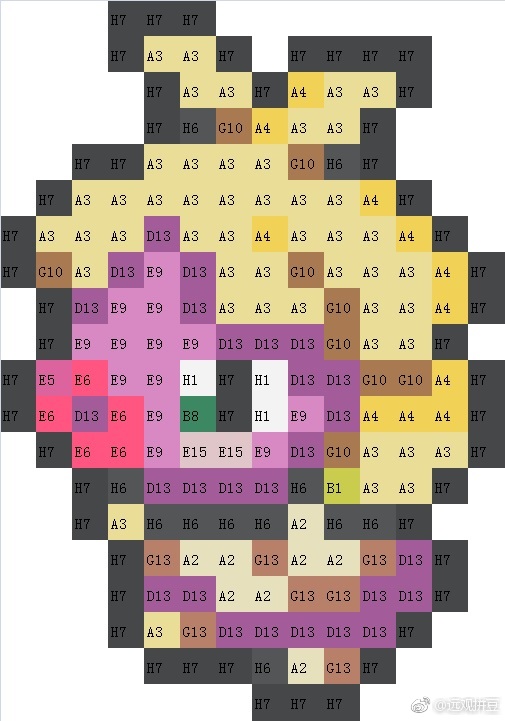 H7 H7 H7
H7 A3 A3 H7 H7 H7 H7 H7
H7 A3 A3 H7 A4 A3 A3 H7
H7 H6 G10 A4 A3 A3 H7
H7 H7 A3 A3 A3 A3 G10 H6 H7
H7 A3 A3 A3 A3 A3 A3 A3 A3 A4 H7
H7 A3 A3 A3 D13 A3 A3 A4 A3 A3 A3 A4 H7
H7 G10 A3 D13 E9 D13 A3 A3 G10 A3 A3 A3 A4 H7
H7 D13 E9 E9 D13 A3 A3 A3 G10 A3 A3 A4 H7
H7 E9 E9 E9 E9 D13 D13 D13 G10 A3 A3 H7
H7 E5 E6 E9 E9 H1 H7 H1 D13 D13 G10 G10 A4 H7
H7 E6 D13 E6 E9 B8 H7 H1 E9 D13 A4 A4 A4 H7
H7 E6 E6 E9 E15 E15 E9 D13 G10 A3 A3 A3 H7
H7 H6 D13 D13 D13 D13 H6 B1 A3 A3 H7
H7 A3 H6 H6 H6 H6 A2 H6 H6 H7
H7 G13 A2 A2 G13 A2 A2 G13 D13 H7
H7 D13 D13 A2 A2 G13 G13 D13 D13 H7
H7 A3 G13 D13 D13 D13 D13 D13 H7
H7 H7 H7 H6 A2 G13 H7
H7 H7 H7
@远观拼豆